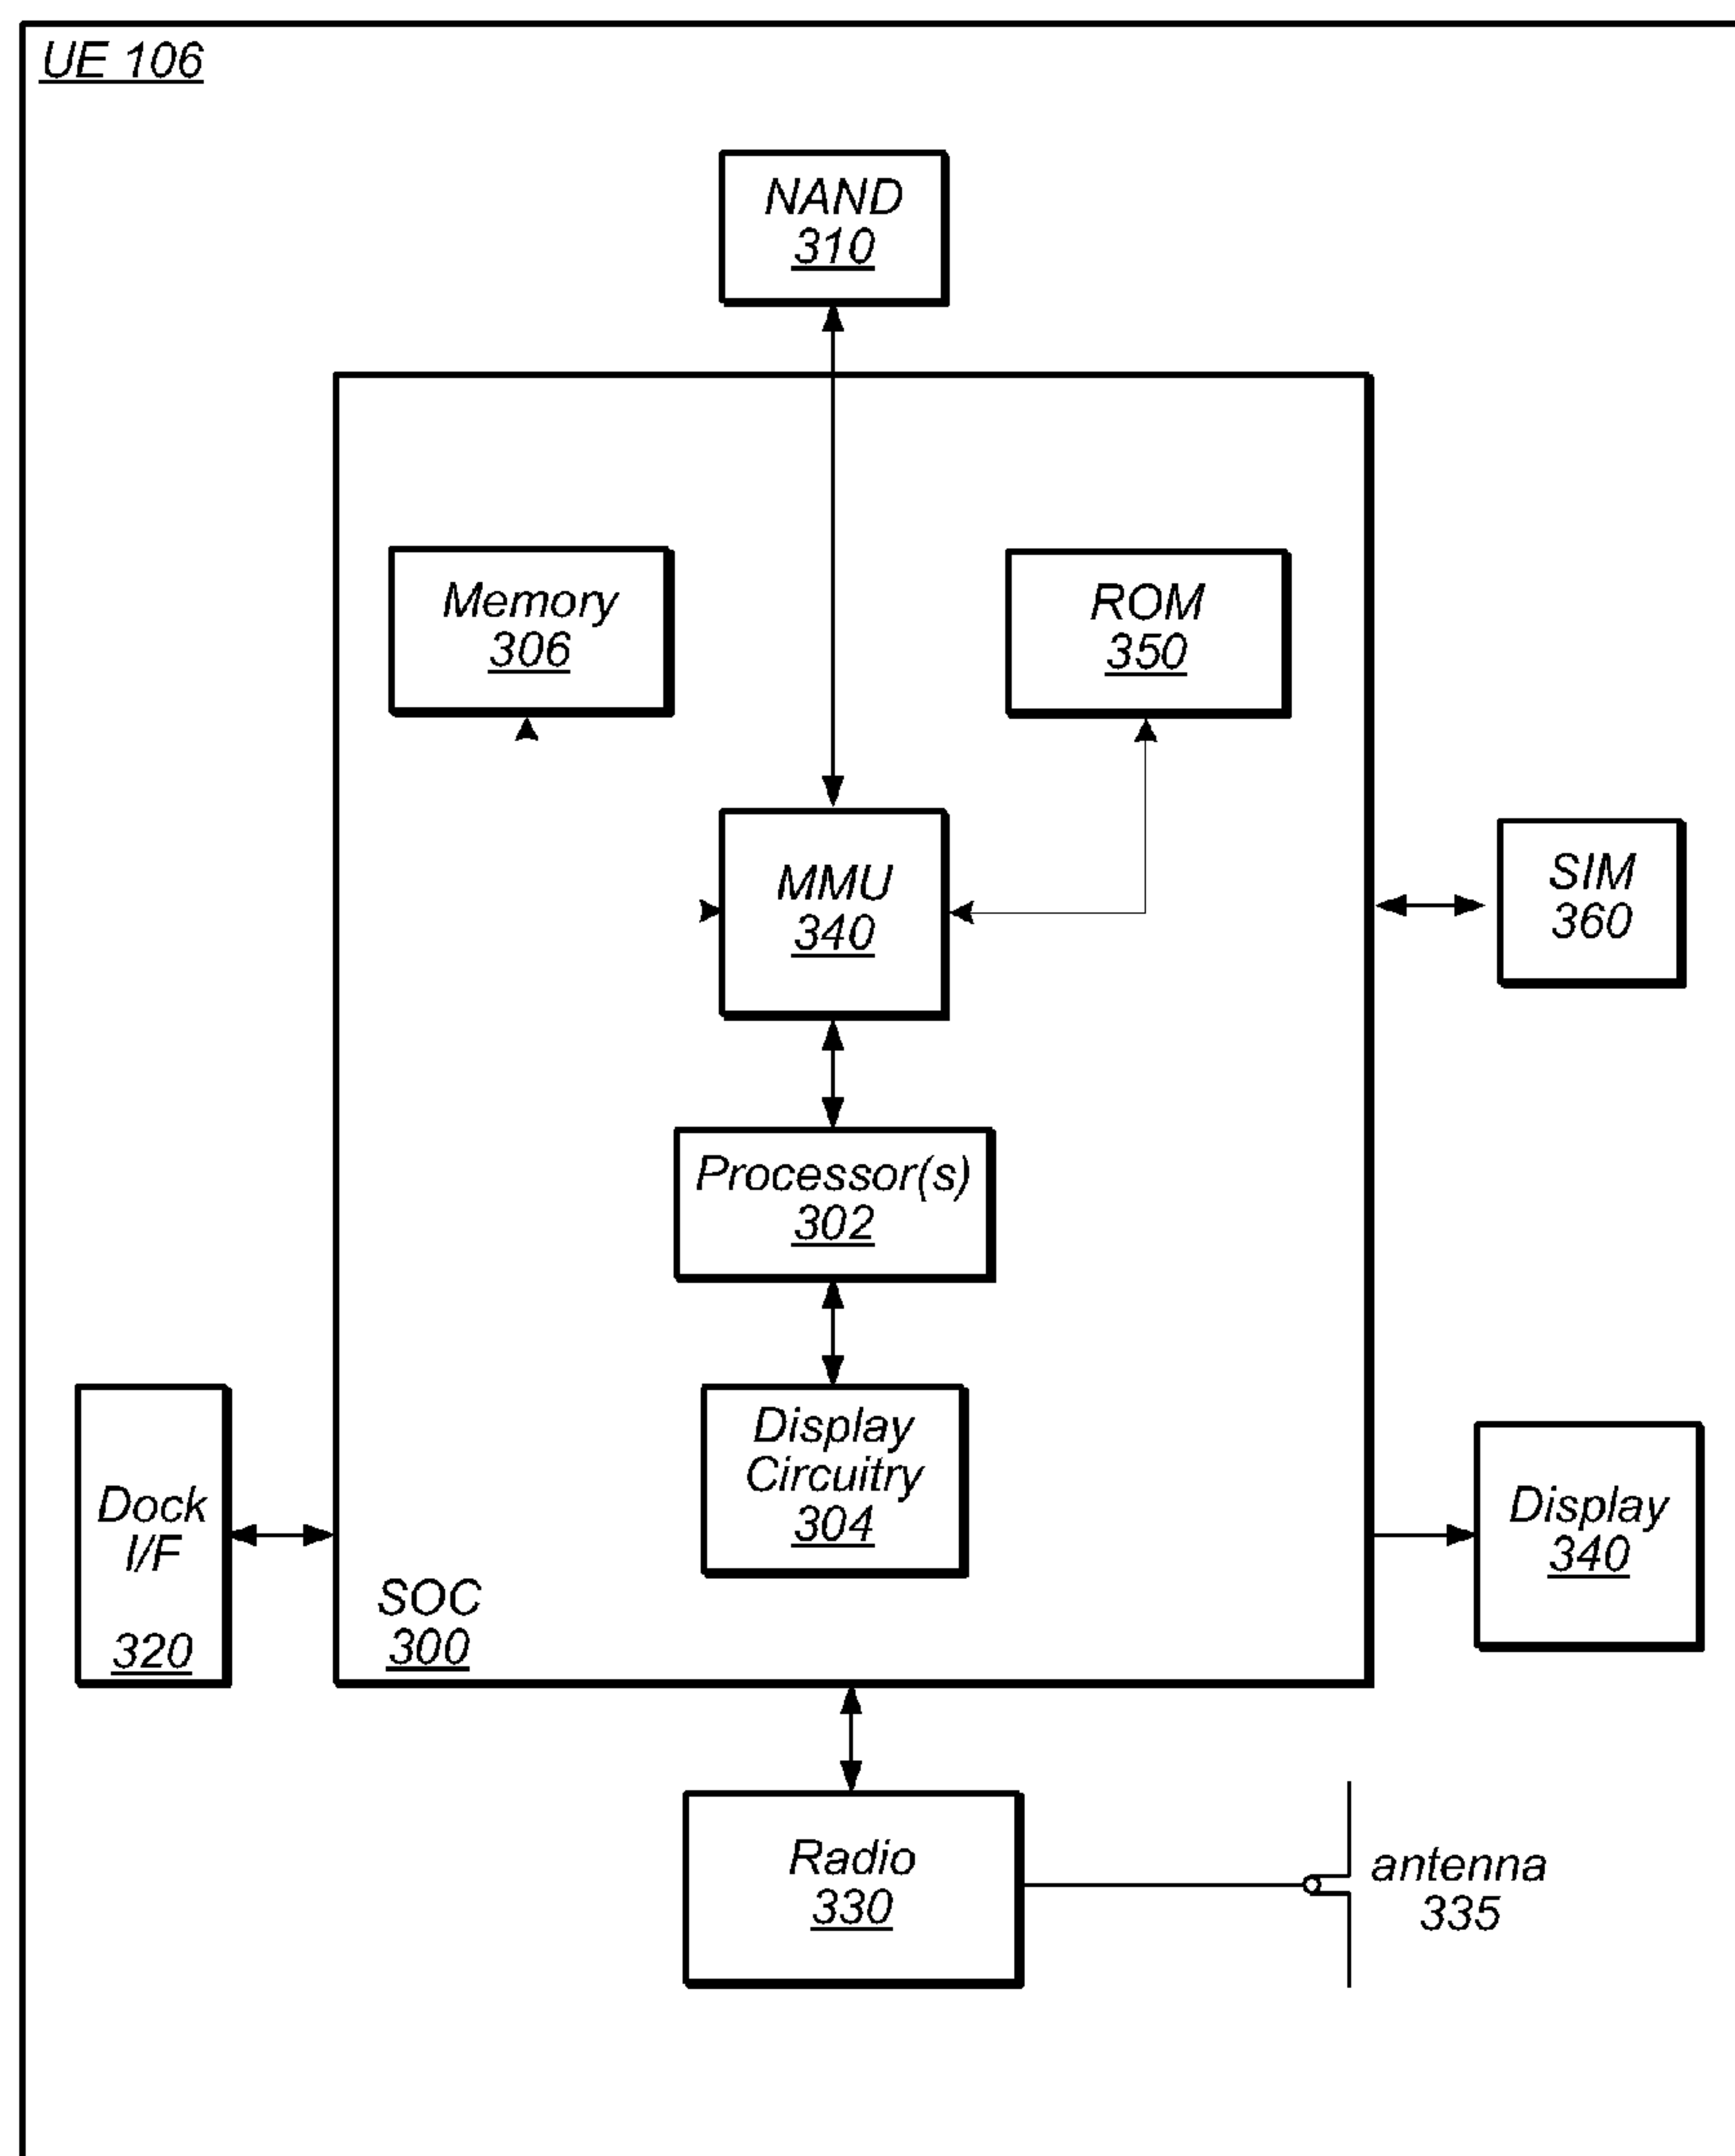 UE 106
NAND
310
Memory
306
ROM
350
MMU
340
SIM
360
Processor(s)
302
Display
Circuitry
304
Dock
I/F
320
Display
340
SOC
300
Radio
330
antenna
335